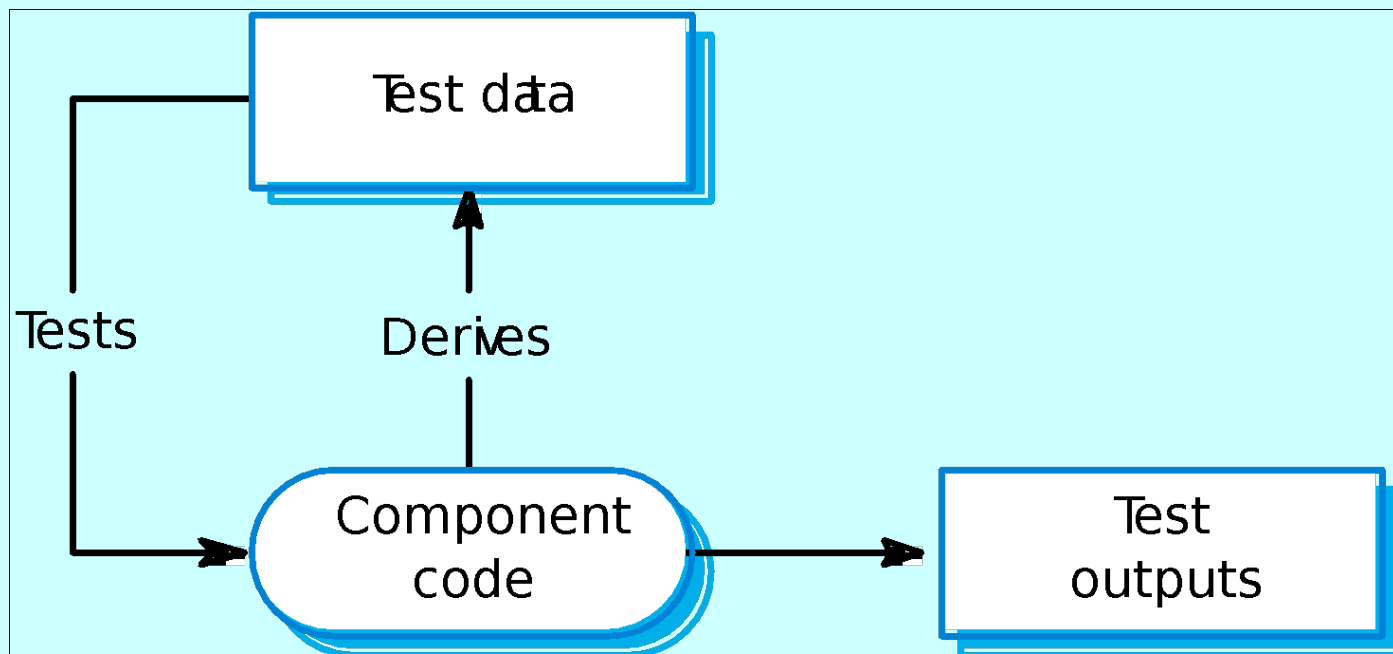 Test data
Tests
Derives
Component
code
Test
outputs